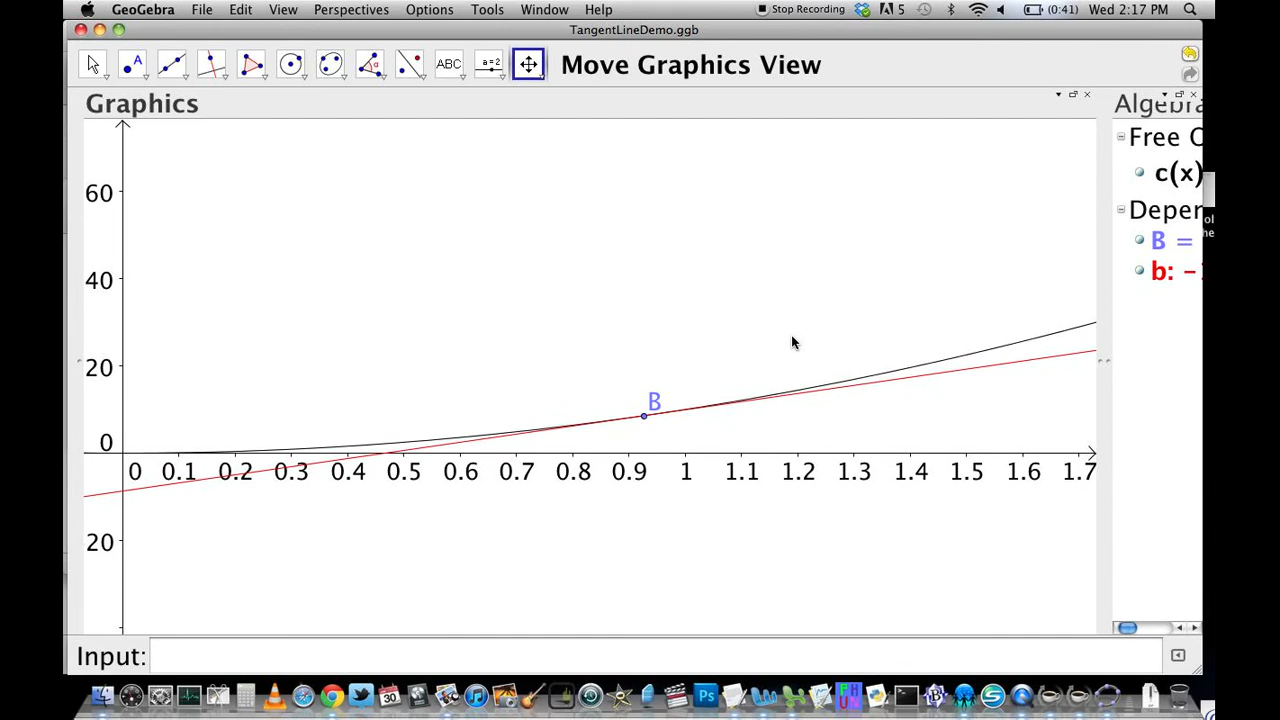 GeoGebra File Edit View Perspectives Options Tools Window Help Stop Recording 5 (0:41) Wed 2:17 PM
TangentLineDemo.ggb
A ABC a=2 Move Graphics View
Graphics Algebra
Free C
c(x)
Depen
B =
b: -
60
40
20
0
B
0 0.1 0.2 0.3 0.4 0.5 0.6 0.7 0.8 0.9 1 1.1 1.2 1.3 1.4 1.5 1.6 1.7
20
ol
he
Input: